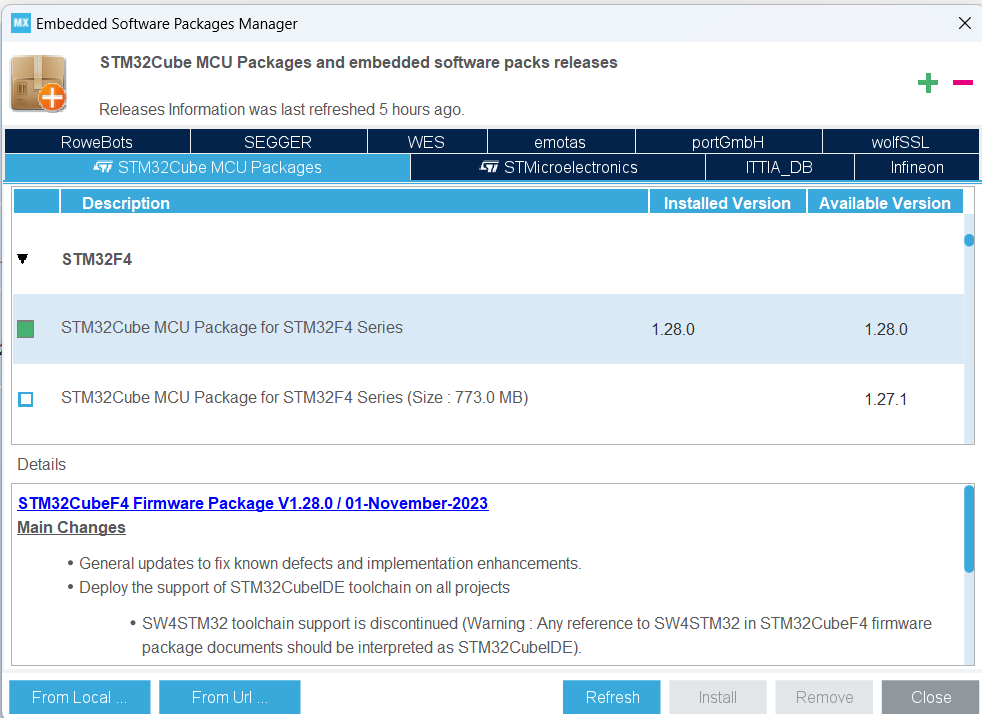 MX Embedded Software Packages Manager
STM32Cube MCU Packages and embedded software packs releases
Releases Information was last refreshed 5 hours ago.
RoweBots SEGGER WES emotas portGmbH wolfSSL
STM32Cube MCU Packages STMicroelectronics ITTIA_DB Infineon
Description Installed Version Available Version
STM32F4
STM32Cube MCU Package for STM32F4 Series 1.28.0 1.28.0
STM32Cube MCU Package for STM32F4 Series (Size : 773.0 MB) 1.27.1
Details
STM32CubeF4 Firmware Package V1.28.0 / 01-November-2023
Main Changes
• General updates to fix known defects and implementation enhancements.
• Deploy the support of STM32CubeIDE toolchain on all projects
• SW4STM32 toolchain support is discontinued (Warning : Any reference to SW4STM32 in STM32CubeF4 firmware
package documents should be interpreted as STM32CubeIDE).
From Local ... From Url ... Refresh Install Remove Close